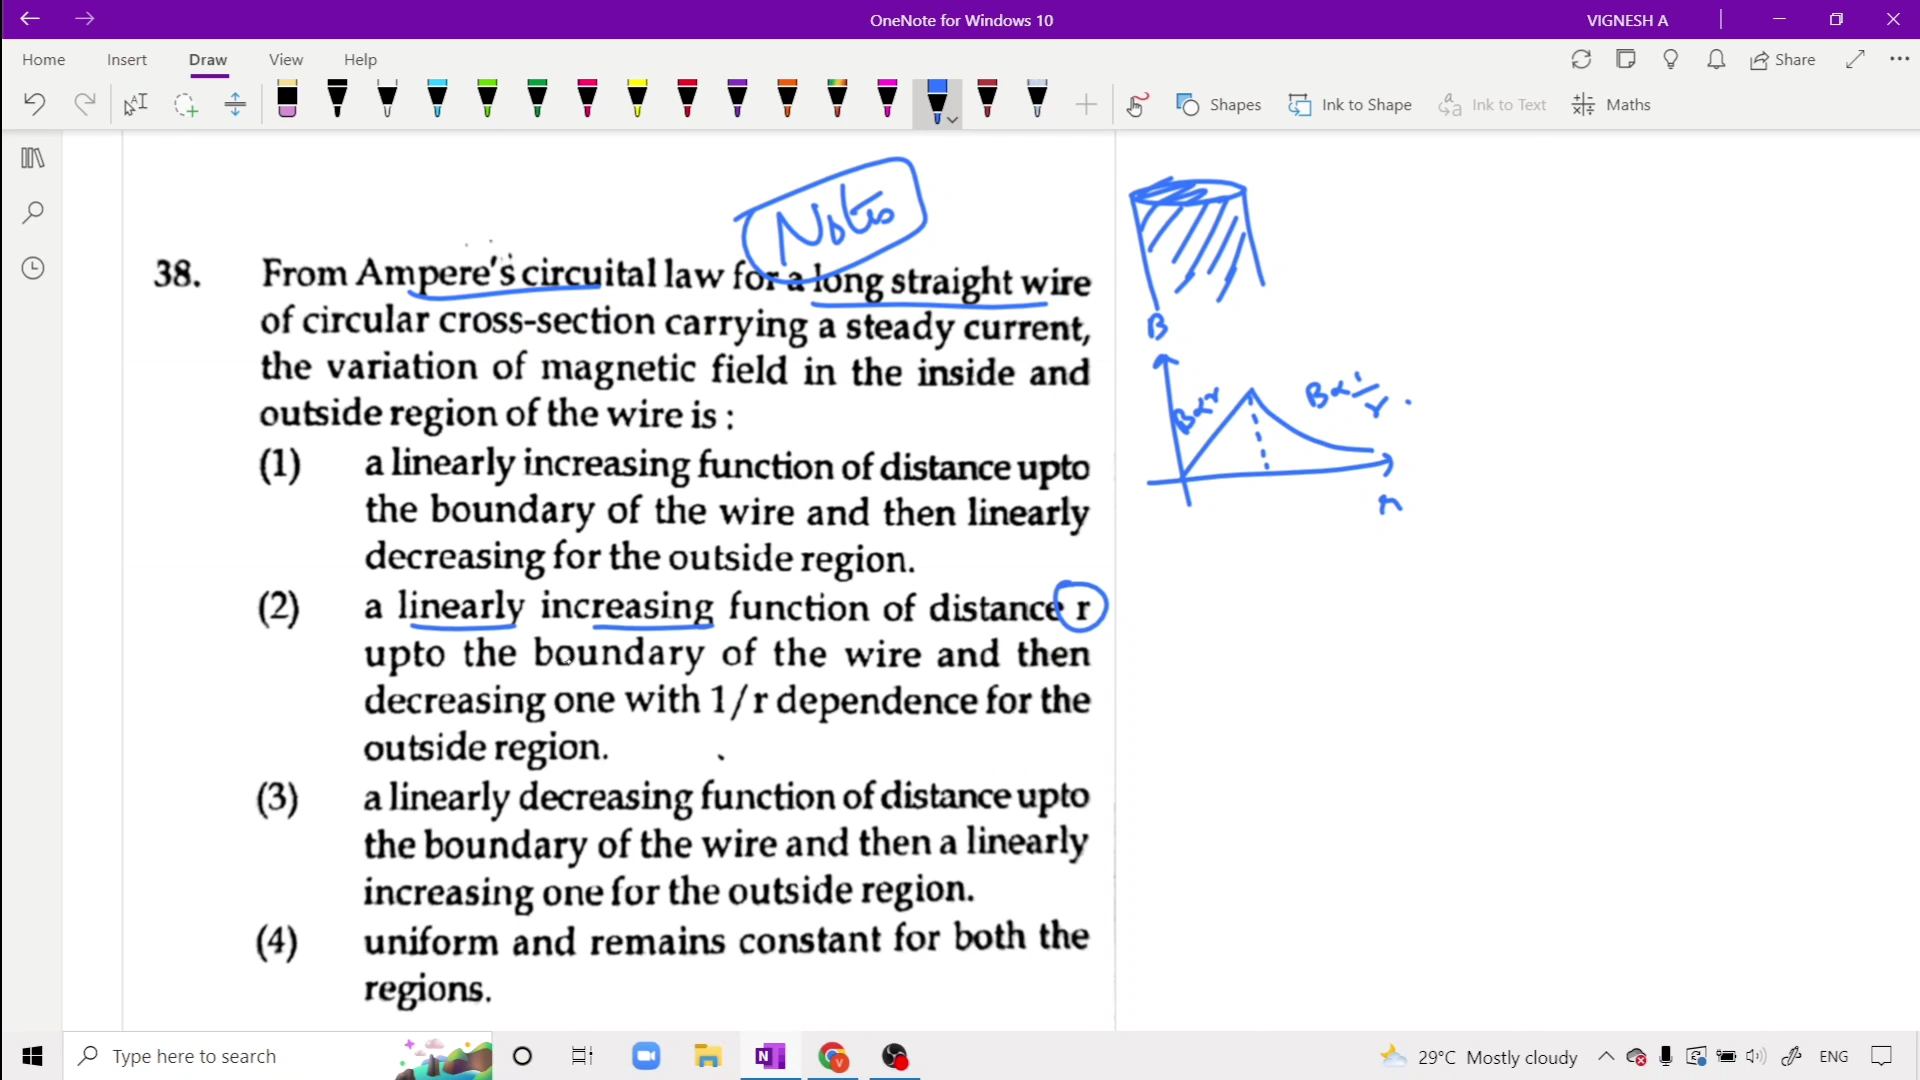 OneNote for Windows 10
VIGNESH A
Home Insert Draw View Help
Share
Shapes Ink to Shape Ink to Text Maths
Notes
38. From Ampere's circuital law for a long straight wire
of circular cross-section carrying a steady current,
the variation of magnetic field in the inside and
outside region of the wire is :
(1) a linearly increasing function of distance upto
the boundary of the wire and then linearly
decreasing for the outside region.
(2) a linearly increasing function of distance r
upto the boundary of the wire and then
decreasing one with 1/r dependence for the
outside region.
(3) a linearly decreasing function of distance upto
the boundary of the wire and then a linearly
increasing one for the outside region.
(4) uniform and remains constant for both the
regions.
B
B∝r
B∝1/r
r
Type here to search
29°C Mostly cloudy
ENG